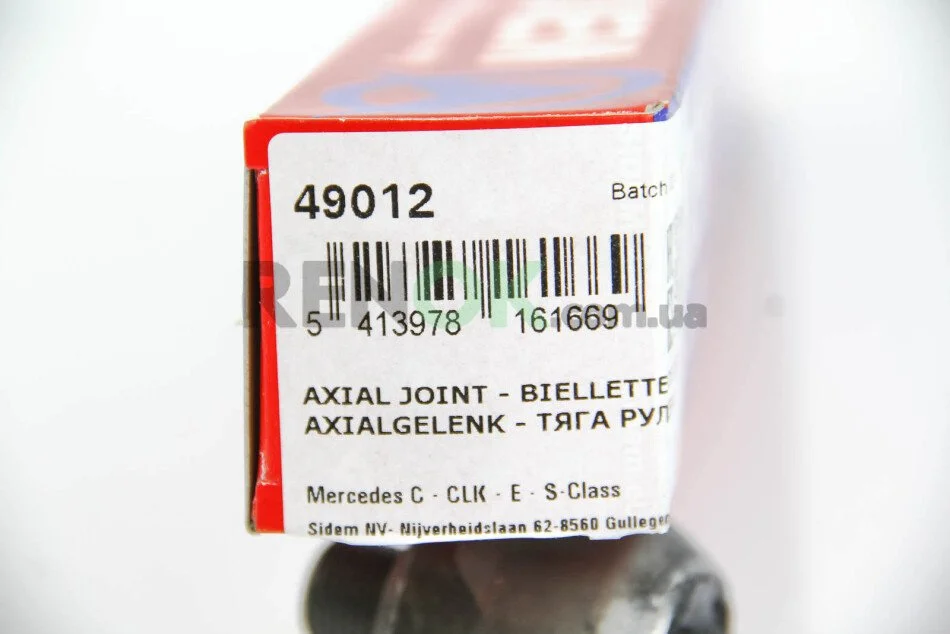 49012
Batch
RENOK.com.ua
5 413978 161669
AXIAL JOINT - BIELLETTE
AXIALGELENK - ТЯГА РУЛ
Mercedes C - CLK - E - S-Class
Sidem NV- Nijverheidslaan 62-8560 Gullegem